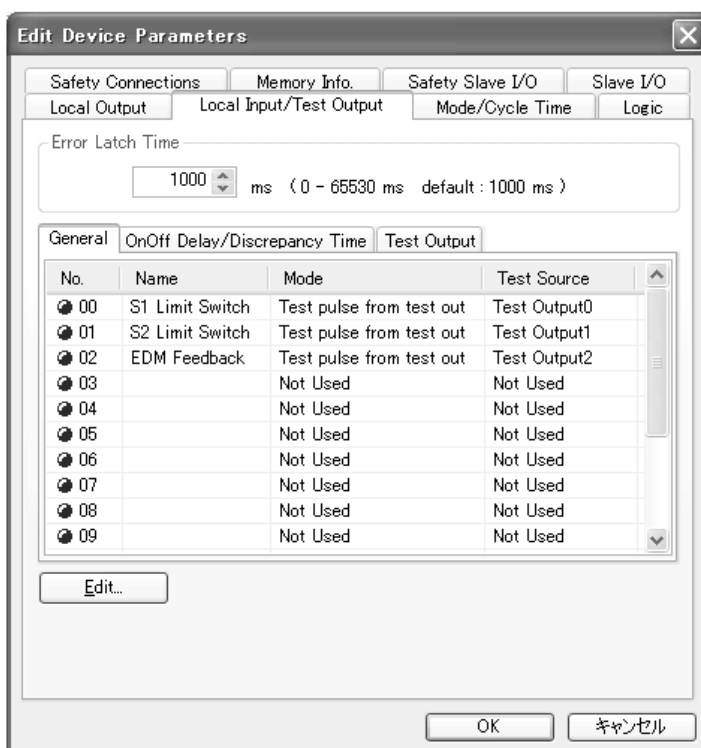 Edit Device Parameters
Safety Connections Memory Info. Safety Slave I/O Slave I/O
Local Output Local Input/Test Output Mode/Cycle Time Logic
Error Latch Time
1000 ms ( 0 - 65530 ms default : 1000 ms )
General OnOff Delay/Discrepancy Time Test Output
No. Name Mode Test Source
00 S1 Limit Switch Test pulse from test out Test Output0
01 S2 Limit Switch Test pulse from test out Test Output1
02 EDM Feedback Test pulse from test out Test Output2
03 Not Used Not Used
04 Not Used Not Used
05 Not Used Not Used
06 Not Used Not Used
07 Not Used Not Used
08 Not Used Not Used
09 Not Used Not Used
Edit...
OK キャンセル